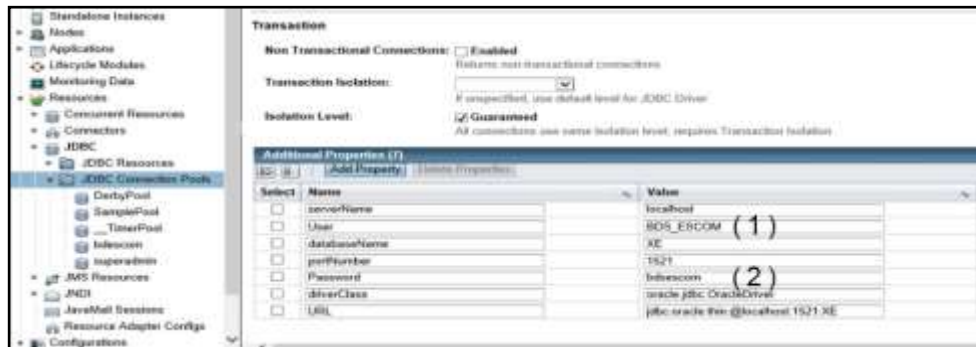 Standalone Instances
Nodes
Applications
Lifecycle Modules
Monitoring Data
Resources
Concurrent Resources
Connectors
JDBC
JDBC Resources
JDBC Connection Pools
DerbyPool
SamplePool
__TimerPool
bdescom
superadmin
JMS Resources
JNDI
JavaMail Sessions
Resource Adapter Configs
Configurations
Transaction
Non Transactional Connections: Enabled
Returns non-transactional connections
Transaction Isolation:
If unspecified, use default level for JDBC Driver
Isolation Level: Guaranteed
All connections use same isolation level; requires Transaction Isolation
Additional Properties (7)
Add Property Delete Properties
Select Name Value
serverName localhost
User BDS_ESCOM (1)
databaseName XE
portNumber 1521
Password bdsescom (2)
driverClass oracle.jdbc.OracleDriver
URL jdbc:oracle:thin:@localhost:1521:XE